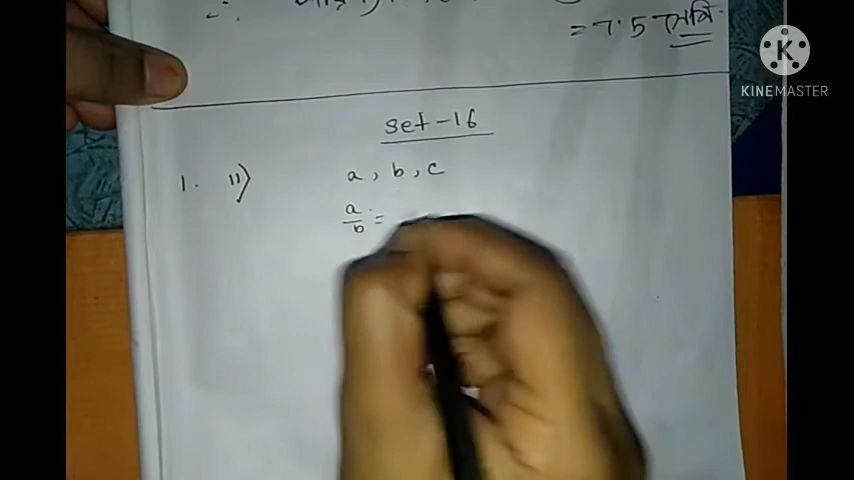 = 7.5 সেমি.
K
KINEMASTER
set-16
1. ii) a, b, c
a/b =